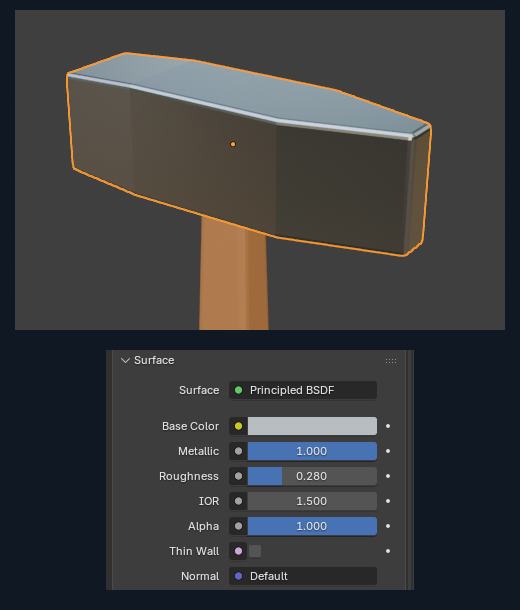 Surface
Surface Principled BSDF
Base Color
Metallic 1.000
Roughness 0.280
IOR 1.500
Alpha 1.000
Thin Wall
Normal Default